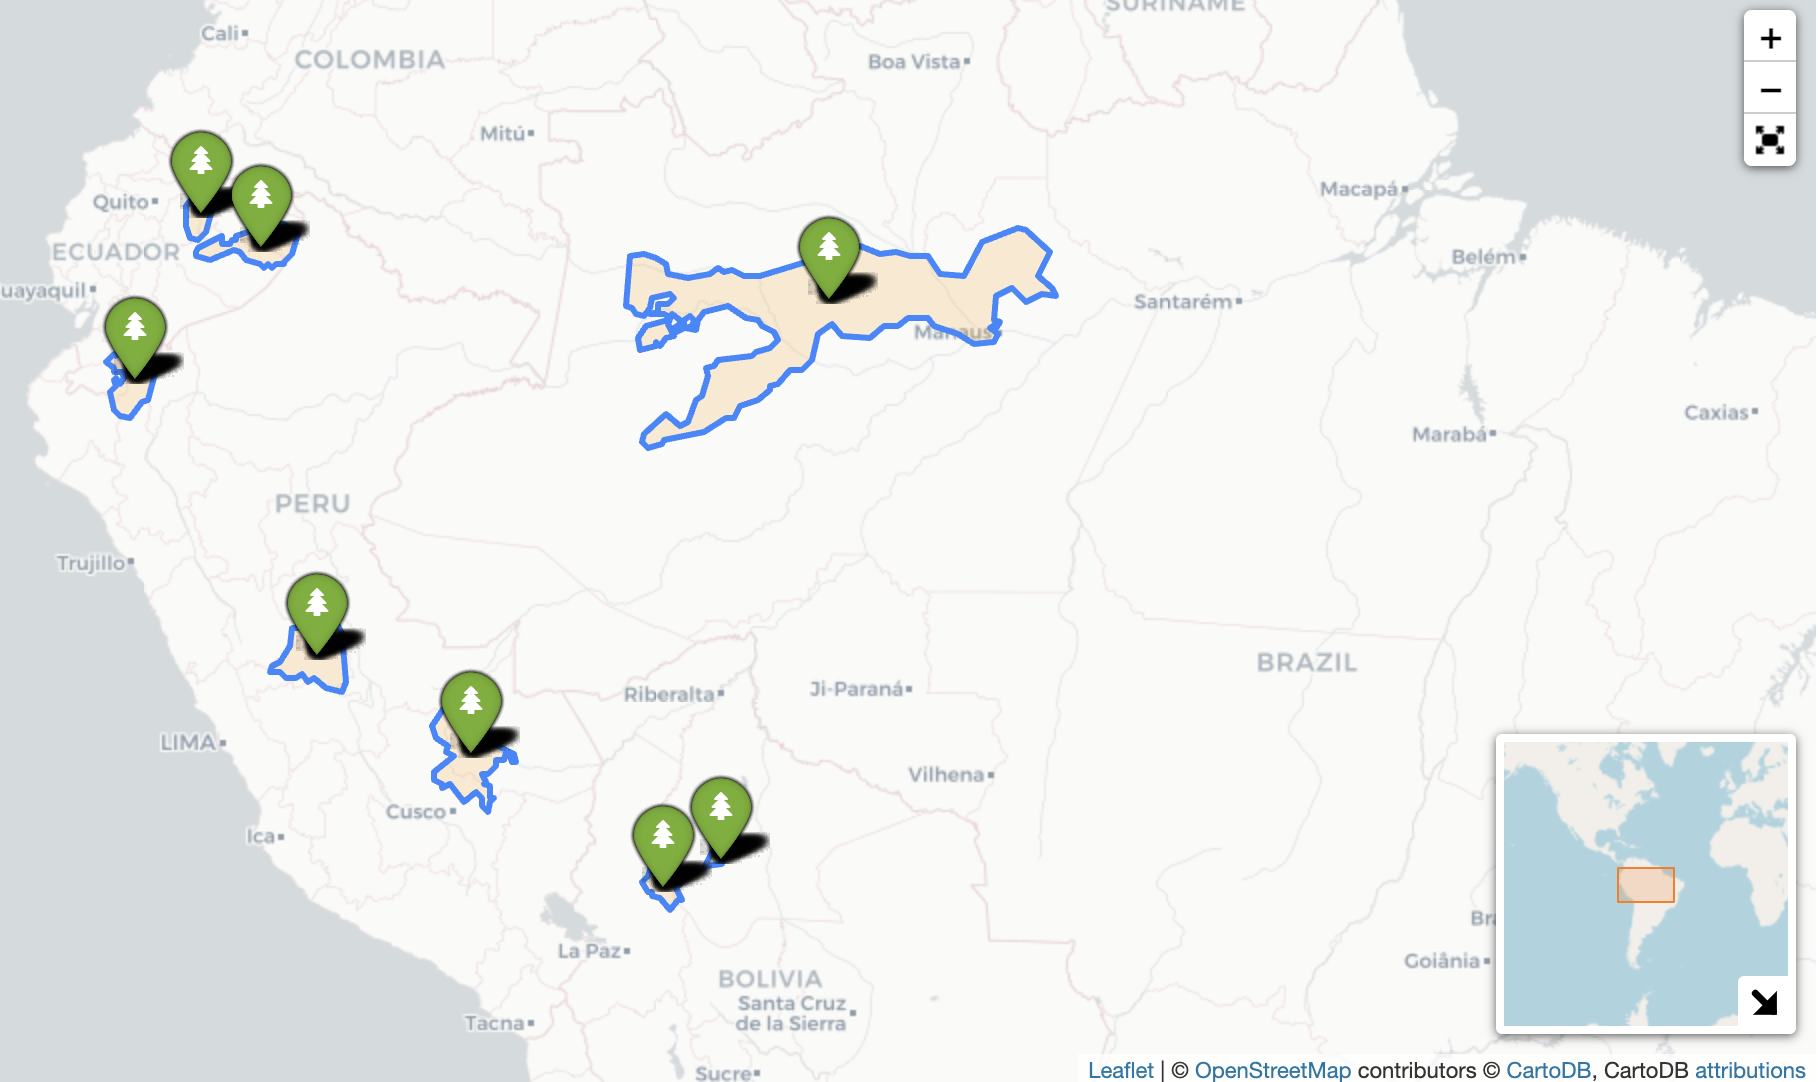 SURINAME
Cali
COLOMBIA
Boa Vista
+
−
Mitú
Quito
Macapá
ECUADOR
Belém
uayaquil
Santarém
Manaus
Caxias
Marabá
PERU
Trujillo
BRAZIL
Riberalta
Ji-Paraná
LIMA
Vilhena
Cusco
Ica
Bra
La Paz
Goiânia
BOLIVIA
Santa Cruz
de la Sierra
Tacna
Sucre
Leaflet | © OpenStreetMap contributors © CartoDB, CartoDB attributions